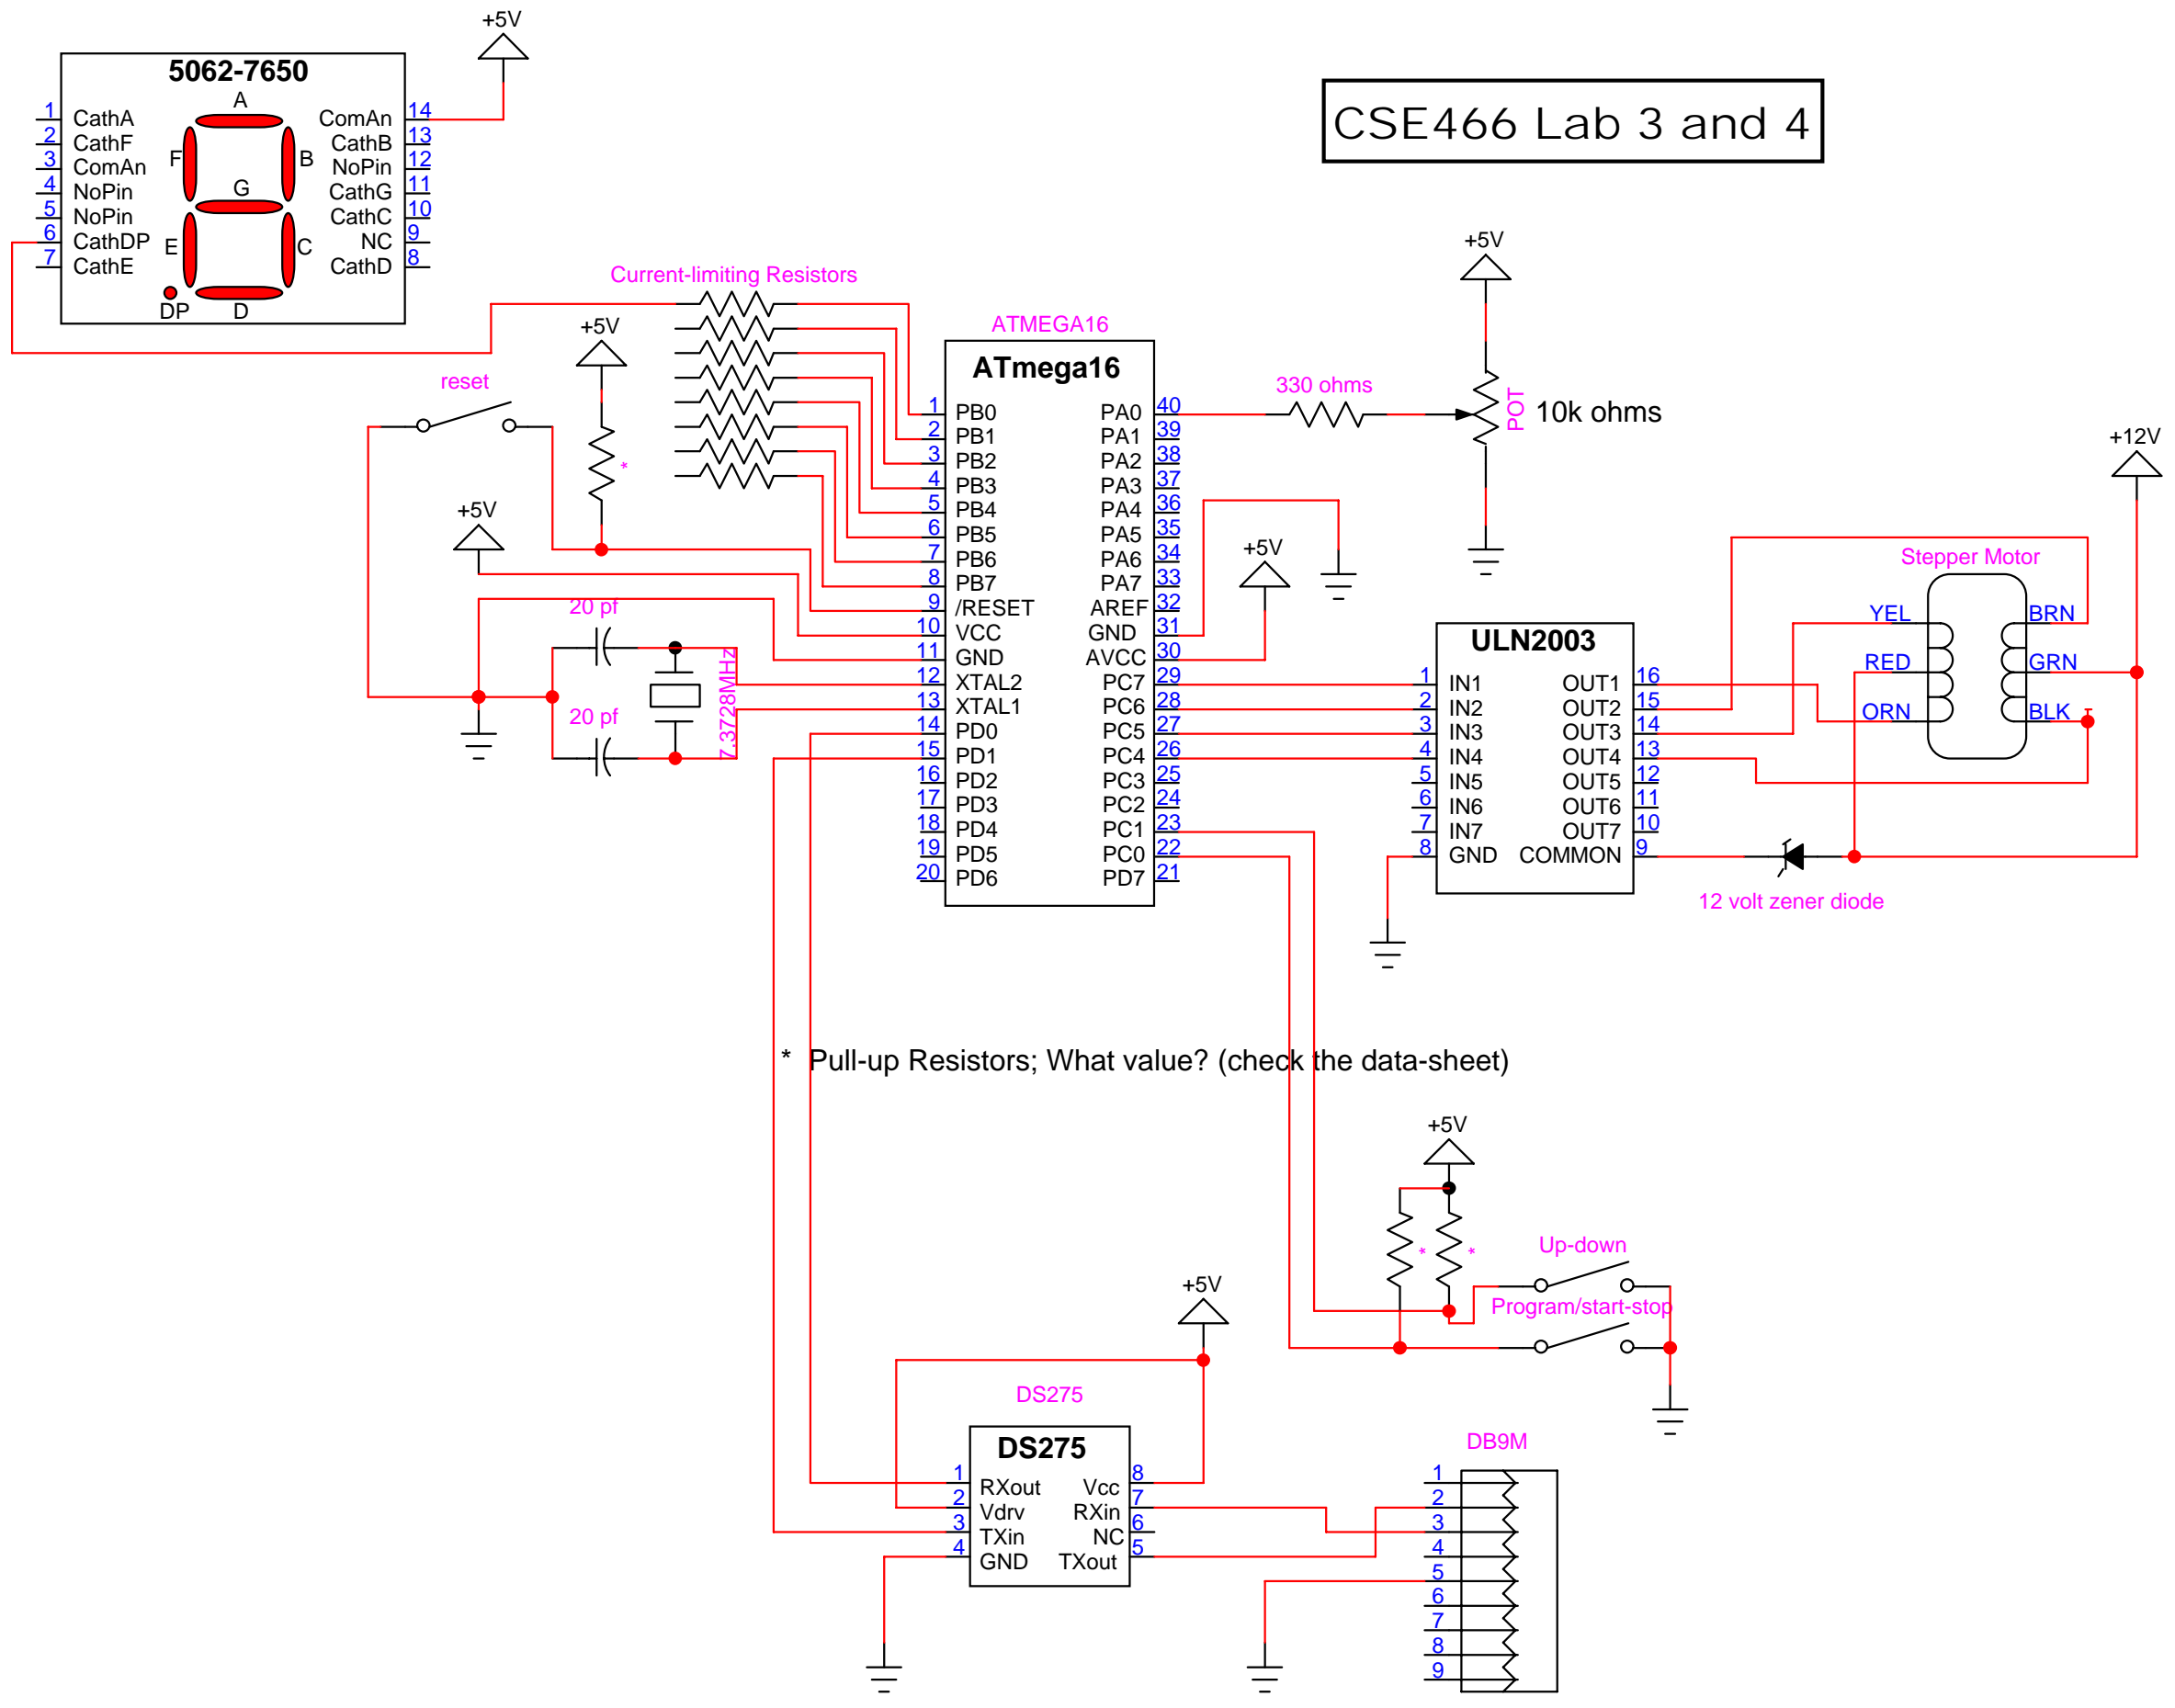 +5V
5062-7650
A
F
B
G
E
C
DP
D
1 CathA
2 CathF
3 ComAn
4 NoPin
5 NoPin
6 CathDP
7 CathE
ComAn 14
CathB 13
NoPin 12
CathG 11
CathC 10
NC 9
CathD 8
CSE466 Lab 3 and 4
Current-limiting Resistors
+5V
*
reset
+5V
20 pf
20 pf
7.3728MHz
ATMEGA16
ATmega16
1 PB0
2 PB1
3 PB2
4 PB3
5 PB4
6 PB5
7 PB6
8 PB7
9 /RESET
10 VCC
11 GND
12 XTAL2
13 XTAL1
14 PD0
15 PD1
16 PD2
17 PD3
18 PD4
19 PD5
20 PD6
PA0 40
PA1 39
PA2 38
PA3 37
PA4 36
PA5 35
PA6 34
PA7 33
AREF 32
GND 31
AVCC 30
PC7 29
PC6 28
PC5 27
PC4 26
PC3 25
PC2 24
PC1 23
PC0 22
PD7 21
+5V
330 ohms
POT
10k ohms
+5V
+12V
Stepper Motor
YEL
RED
ORN
BRN
GRN
BLK
ULN2003
1 IN1
2 IN2
3 IN3
4 IN4
5 IN5
6 IN6
7 IN7
8 GND
OUT1 16
OUT2 15
OUT3 14
OUT4 13
OUT5 12
OUT6 11
OUT7 10
COMMON 9
12 volt zener diode
* Pull-up Resistors; What value? (check the data-sheet)
+5V
*
*
Up-down
Program/start-stop
+5V
DS275
DS275
1 RXout
2 Vdrv
3 TXin
4 GND
Vcc 8
RXin 7
NC 6
TXout 5
DB9M
1
2
3
4
5
6
7
8
9